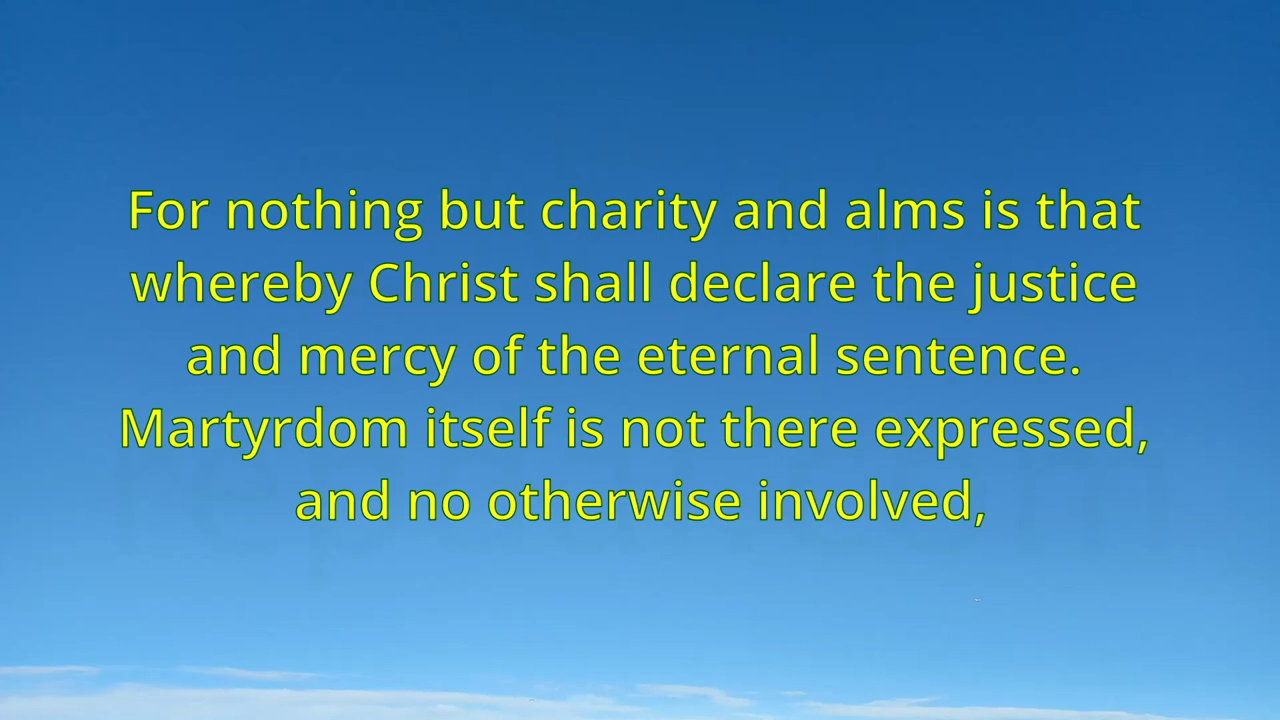 For nothing but charity and alms is that
whereby Christ shall declare the justice
and mercy of the eternal sentence.
Martyrdom itself is not there expressed,
and no otherwise involved,